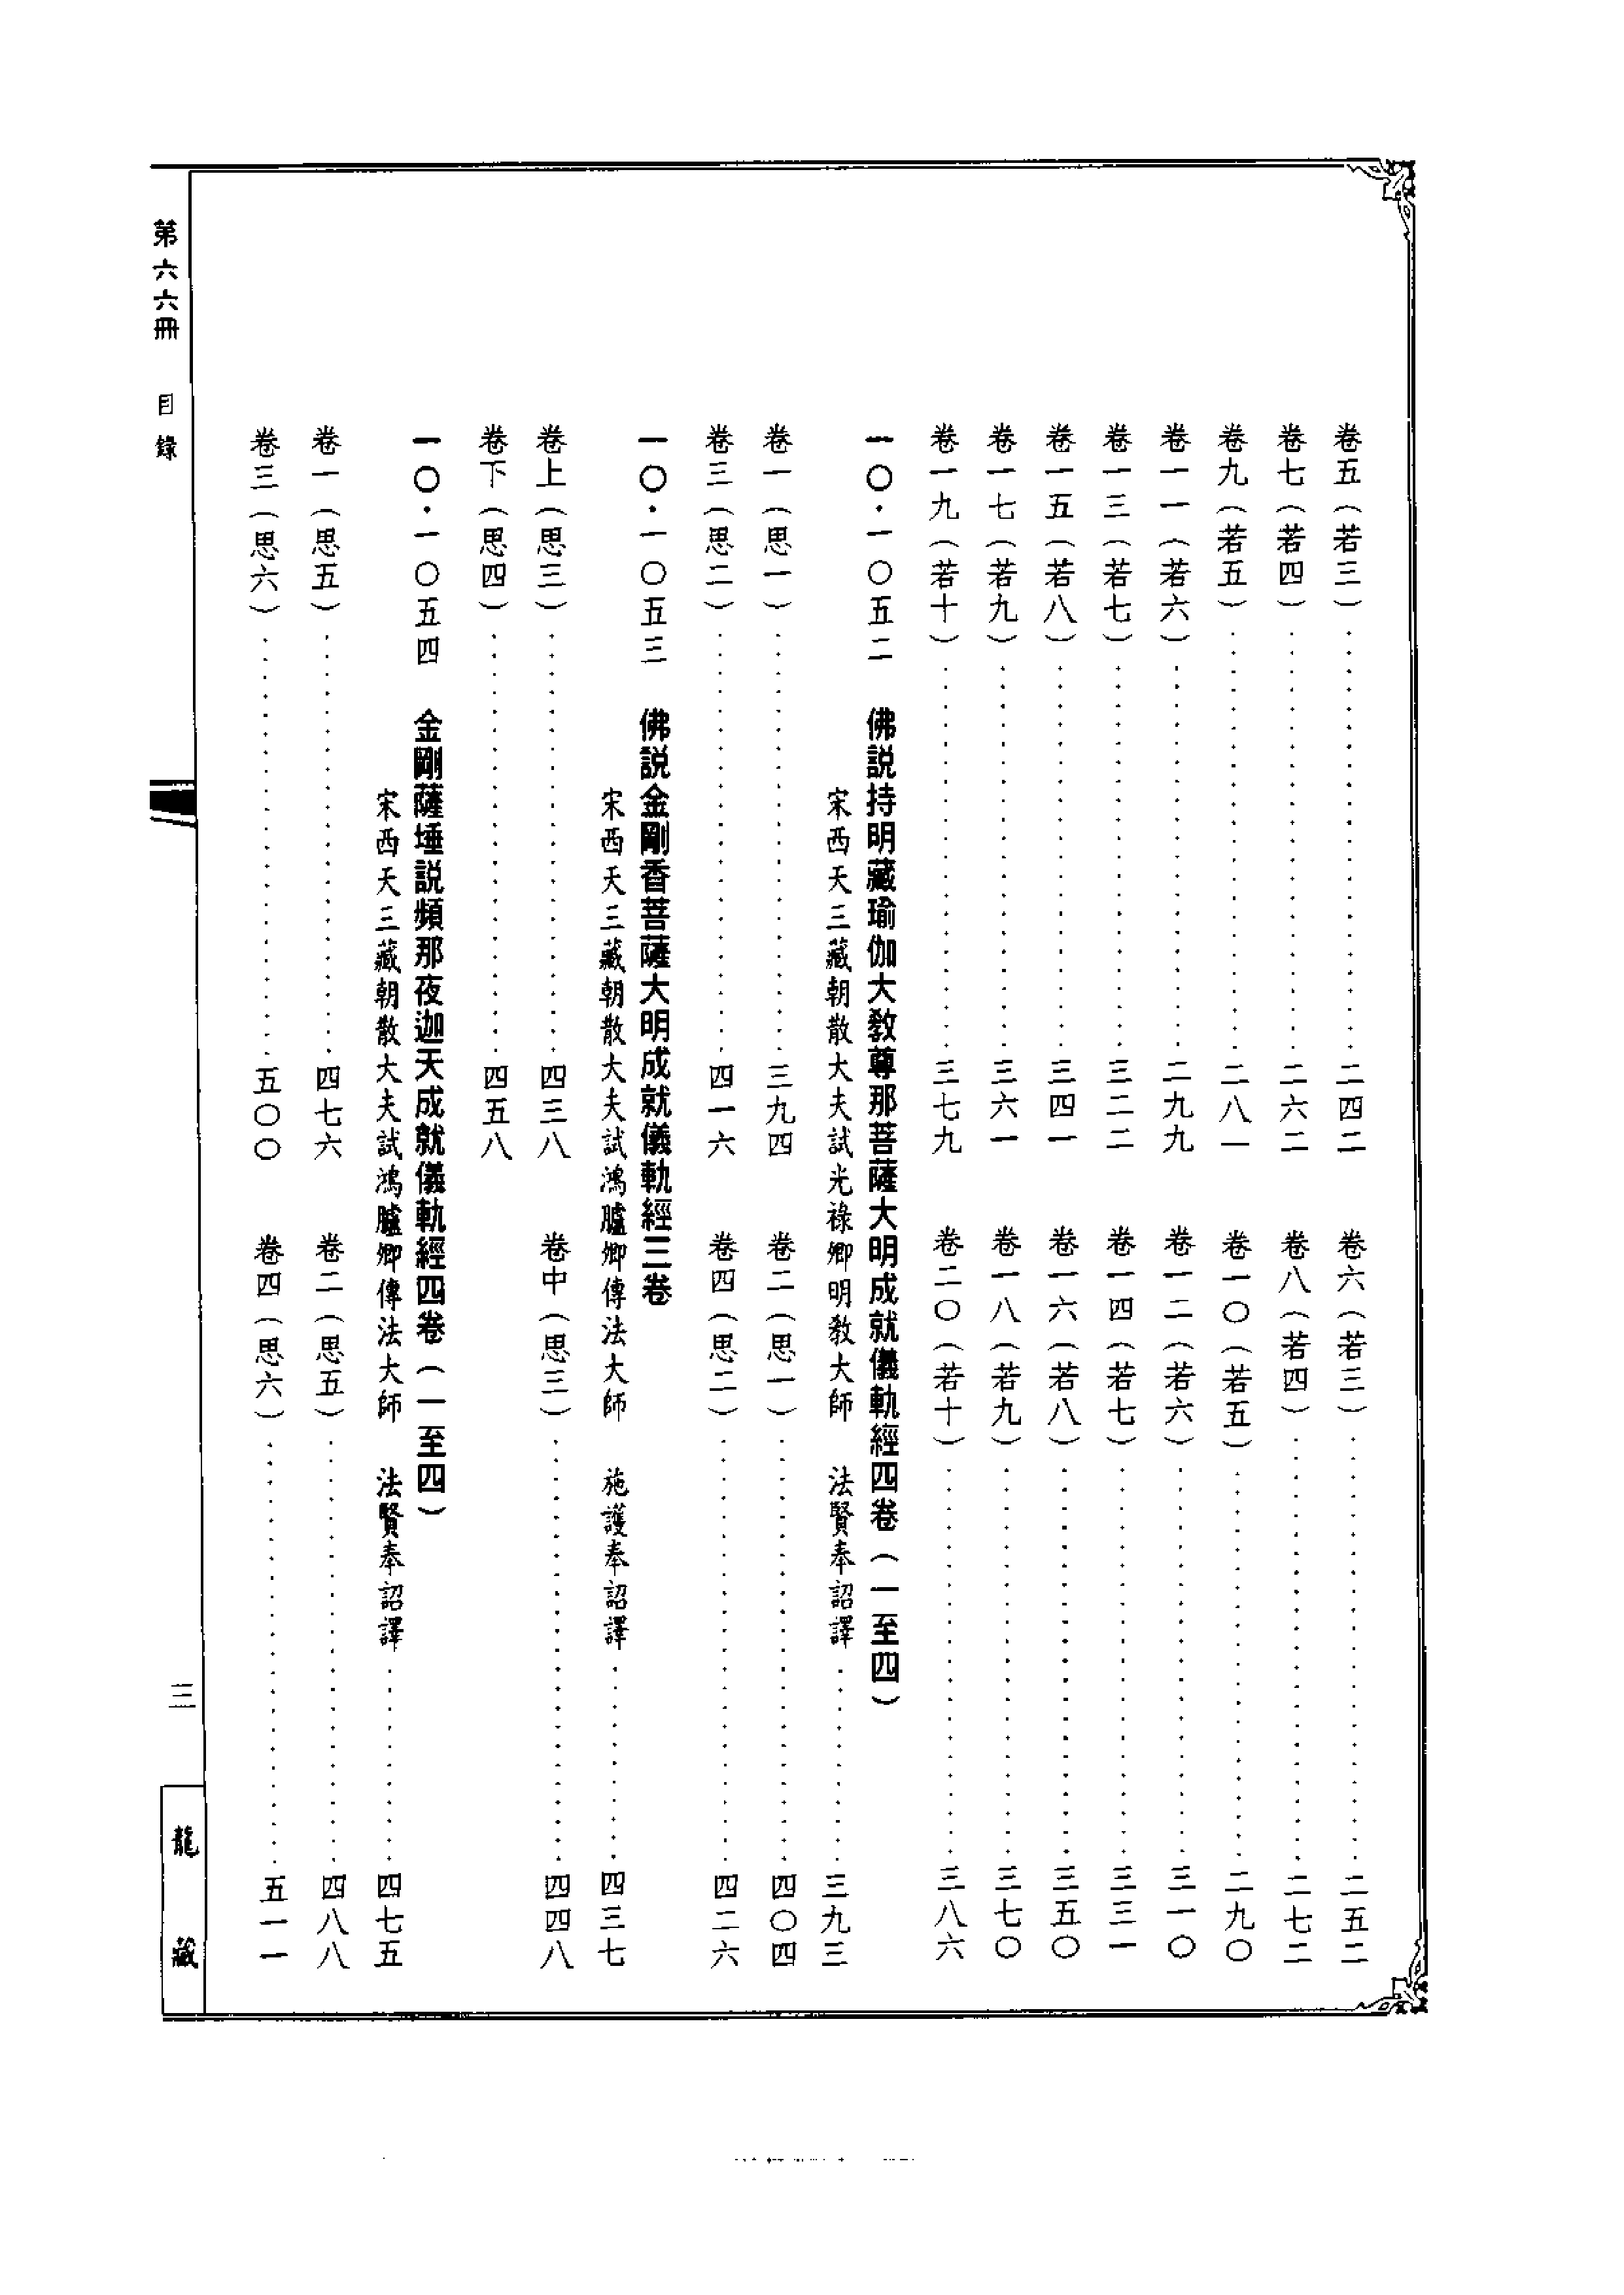 卷五（若三）……二四二　卷六（若三）……二五二
卷七（若四）……二六二　卷八（若四）……二七二
卷九（若五）……二八一　卷一〇（若五）……二九〇
卷一一（若六）……二九九　卷一二（若六）……三一〇
卷一三（若七）……三二二　卷一四（若七）……三三一
卷一五（若八）……三四一　卷一六（若八）……三五〇
卷一七（若九）……三六一　卷一八（若九）……三七〇
卷一九（若十）……三七九　卷二〇（若十）……三八六
一〇·一〇五二　佛説持明藏瑜伽大教尊那菩薩大明成就儀軌經四卷（一至四）
宋西天三藏朝散大夫試光祿卿明教大師　法賢奉詔譯……三九三
卷一（思一）……三九四　卷二（思一）……四〇四
卷三（思二）……四一六　卷四（思二）……四二六
一〇·一〇五三　佛説金剛香菩薩大明成就儀軌經三卷
宋西天三藏朝散大夫試鴻臚卿傳法大師　施護奉詔譯……四三七
卷上（思三）……四三八　卷中（思三）……四四八
卷下（思四）……四五八
一〇·一〇五四　金剛薩埵説頻那夜迦天成就儀軌經四卷（一至四）
宋西天三藏朝散大夫試鴻臚卿傳法大師　法賢奉詔譯……四七五
卷一（思五）……四七六　卷二（思五）……四八八
卷三（思六）……五〇〇　卷四（思六）……五一一
第六六冊　目錄
三
龍藏